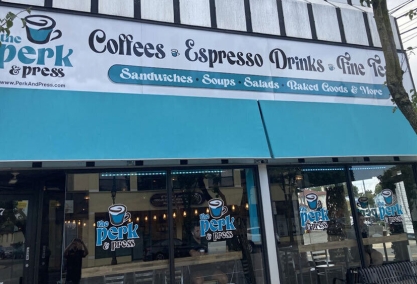 the
perk
& press
www.PerkAndPress.com
Coffees Espresso Drinks Fine Te
Sandwiches Soups Salads Baked Goods & More
the
perk
& press
the
perk
& press
the
perk
& press
the
perk
& press